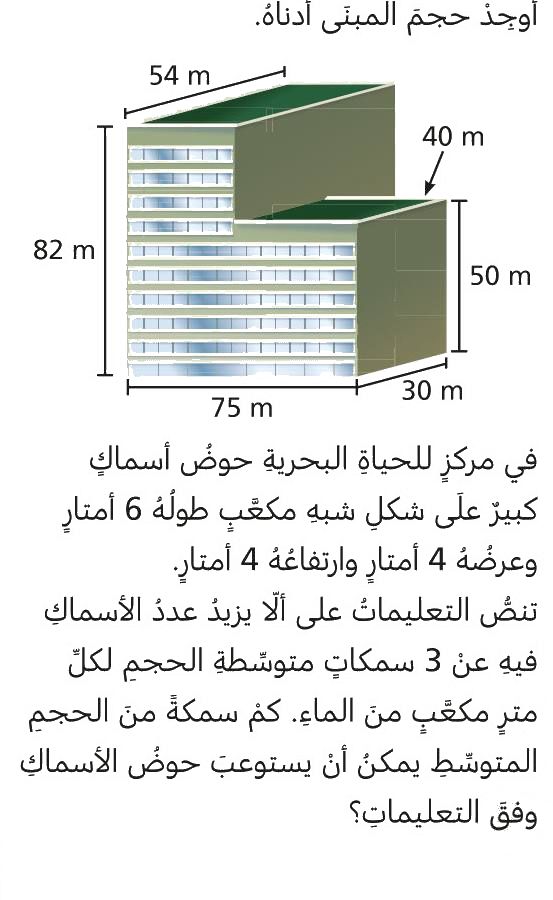 أوجِدْ حجمَ المبنَى أدناهُ.
54 m
40 m
82 m
50 m
30 m
75 m
في مركزٍ للحياةِ البحريةِ حوضُ أسماكٍ
كبيرٌ علَى شكلِ شبهِ مكعَّبٍ طولُهُ 6 أمتارٍ
وعرضُهُ 4 أمتارٍ وارتفاعُهُ 4 أمتارٍ.
تنصُّ التعليماتُ على ألّا يزيدُ عددُ الأسماكِ
فيهِ عنْ 3 سمكاتٍ متوسِّطةِ الحجمِ لكلِّ
مترٍ مكعَّبٍ منَ الماءِ. كمْ سمكةً منَ الحجمِ
المتوسِّطِ يمكنُ أنْ يستوعبَ حوضُ الأسماكِ
وفقَ التعليماتِ؟